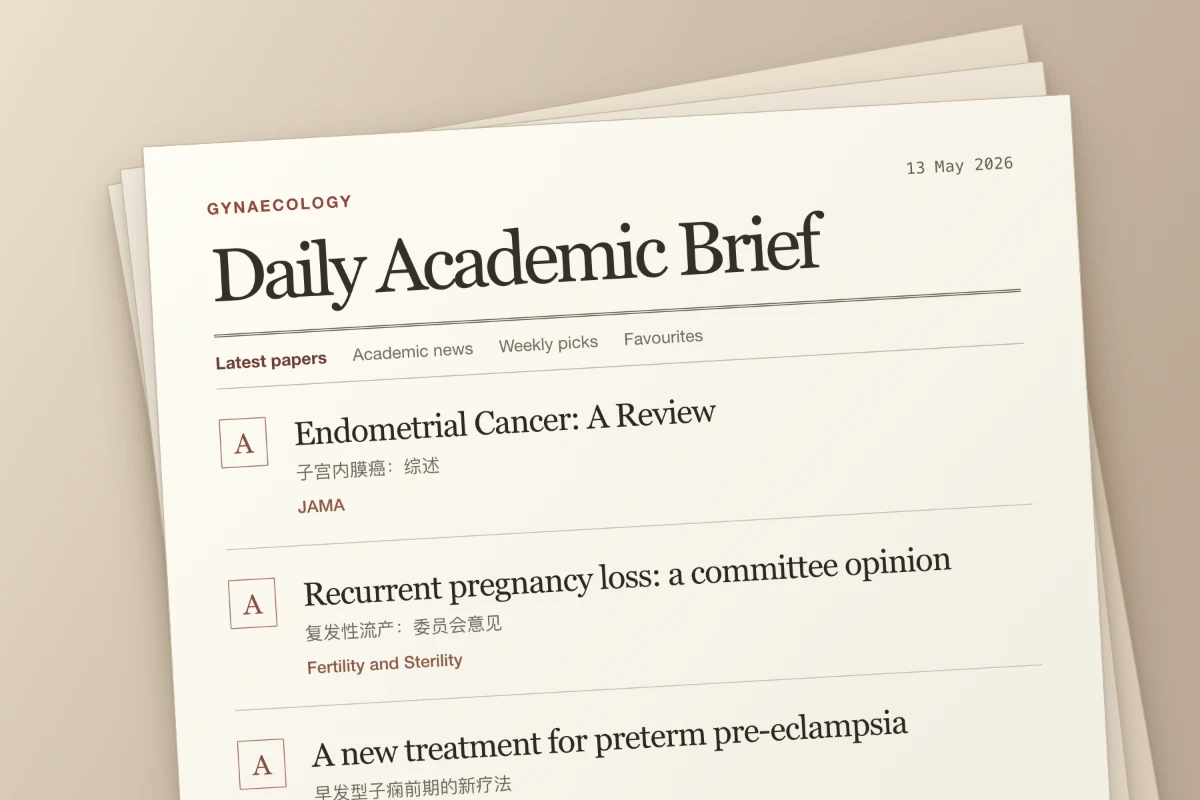 13 May 2026
GYNAECOLOGY
Daily Academic Brief
Latest papers Academic news Weekly picks Favourites
A
Endometrial Cancer: A Review
子宫内膜癌：综述
JAMA
A
Recurrent pregnancy loss: a committee opinion
复发性流产：委员会意见
Fertility and Sterility
A
A new treatment for preterm pre-eclampsia
早发型子痫前期的新疗法